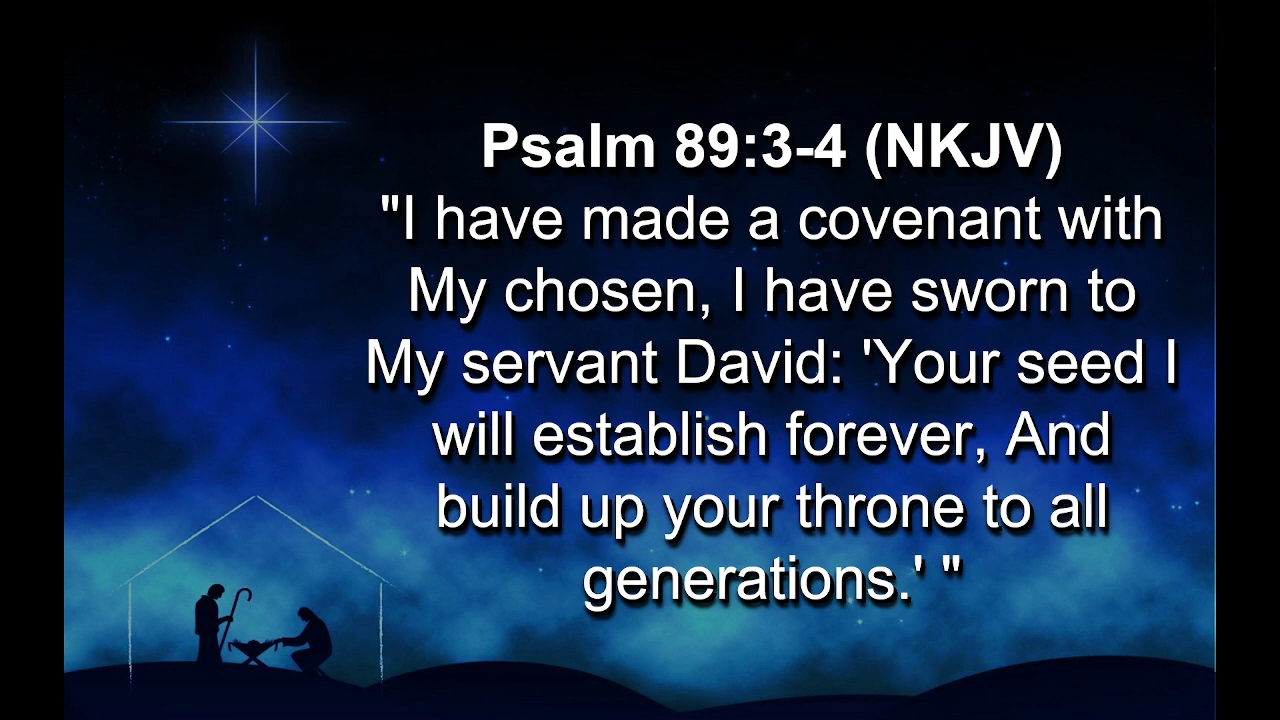 Psalm 89:3-4 (NKJV)
"I have made a covenant with
My chosen, I have sworn to
My servant David: 'Your seed I
will establish forever, And
build up your throne to all
generations.' "